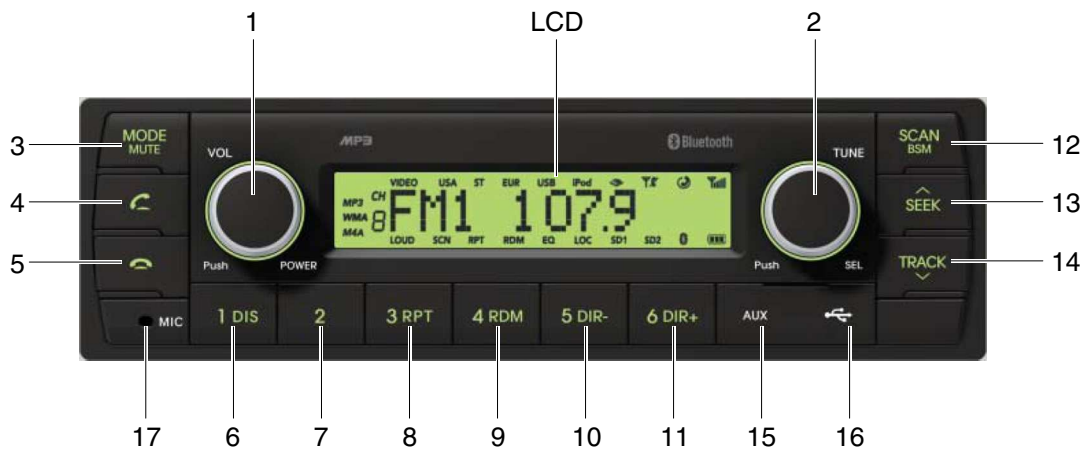 1 LCD 2
3 MODE MUTE
VOL
MP3
Bluetooth
TUNE
SCAN BSM 12
4
VIDEO USA ST EUR USB iPod
MP3 CH
WMA 8 FM1 107.9
M4A
LOUD SCN RPT RDM EQ LOC SD1 SD2
SEEK 13
5
Push POWER
Push SEL
TRACK 14
MIC
1 DIS
2
3 RPT
4 RDM
5 DIR-
6 DIR+
AUX
17 6 7 8 9 10 11 15 16